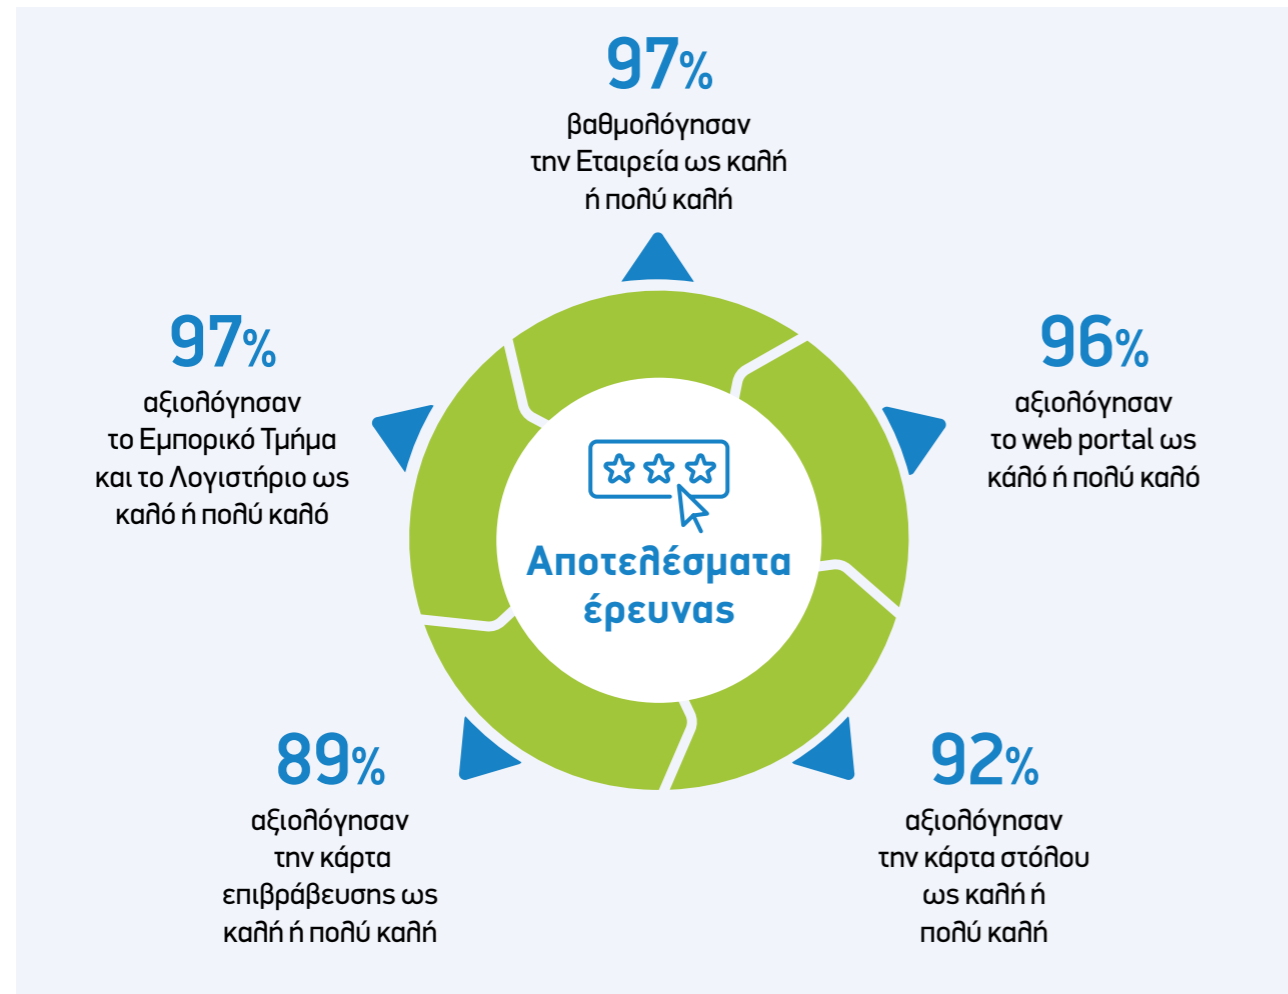 97%
βαθμολόγησαν
την Εταιρεία ως καλή
ή πολύ καλή
97%
αξιολόγησαν
το Εμπορικό Τμήμα
και το Λογιστήριο ως
καλό ή πολύ καλό
96%
αξιολόγησαν
το web portal ως
κάλό ή πολύ καλό
Αποτελέσματα
έρευνας
89%
αξιολόγησαν
την κάρτα
επιβράβευσης ως
καλή ή πολύ καλή
92%
αξιολόγησαν
την κάρτα στόλου
ως καλή ή
πολύ καλή